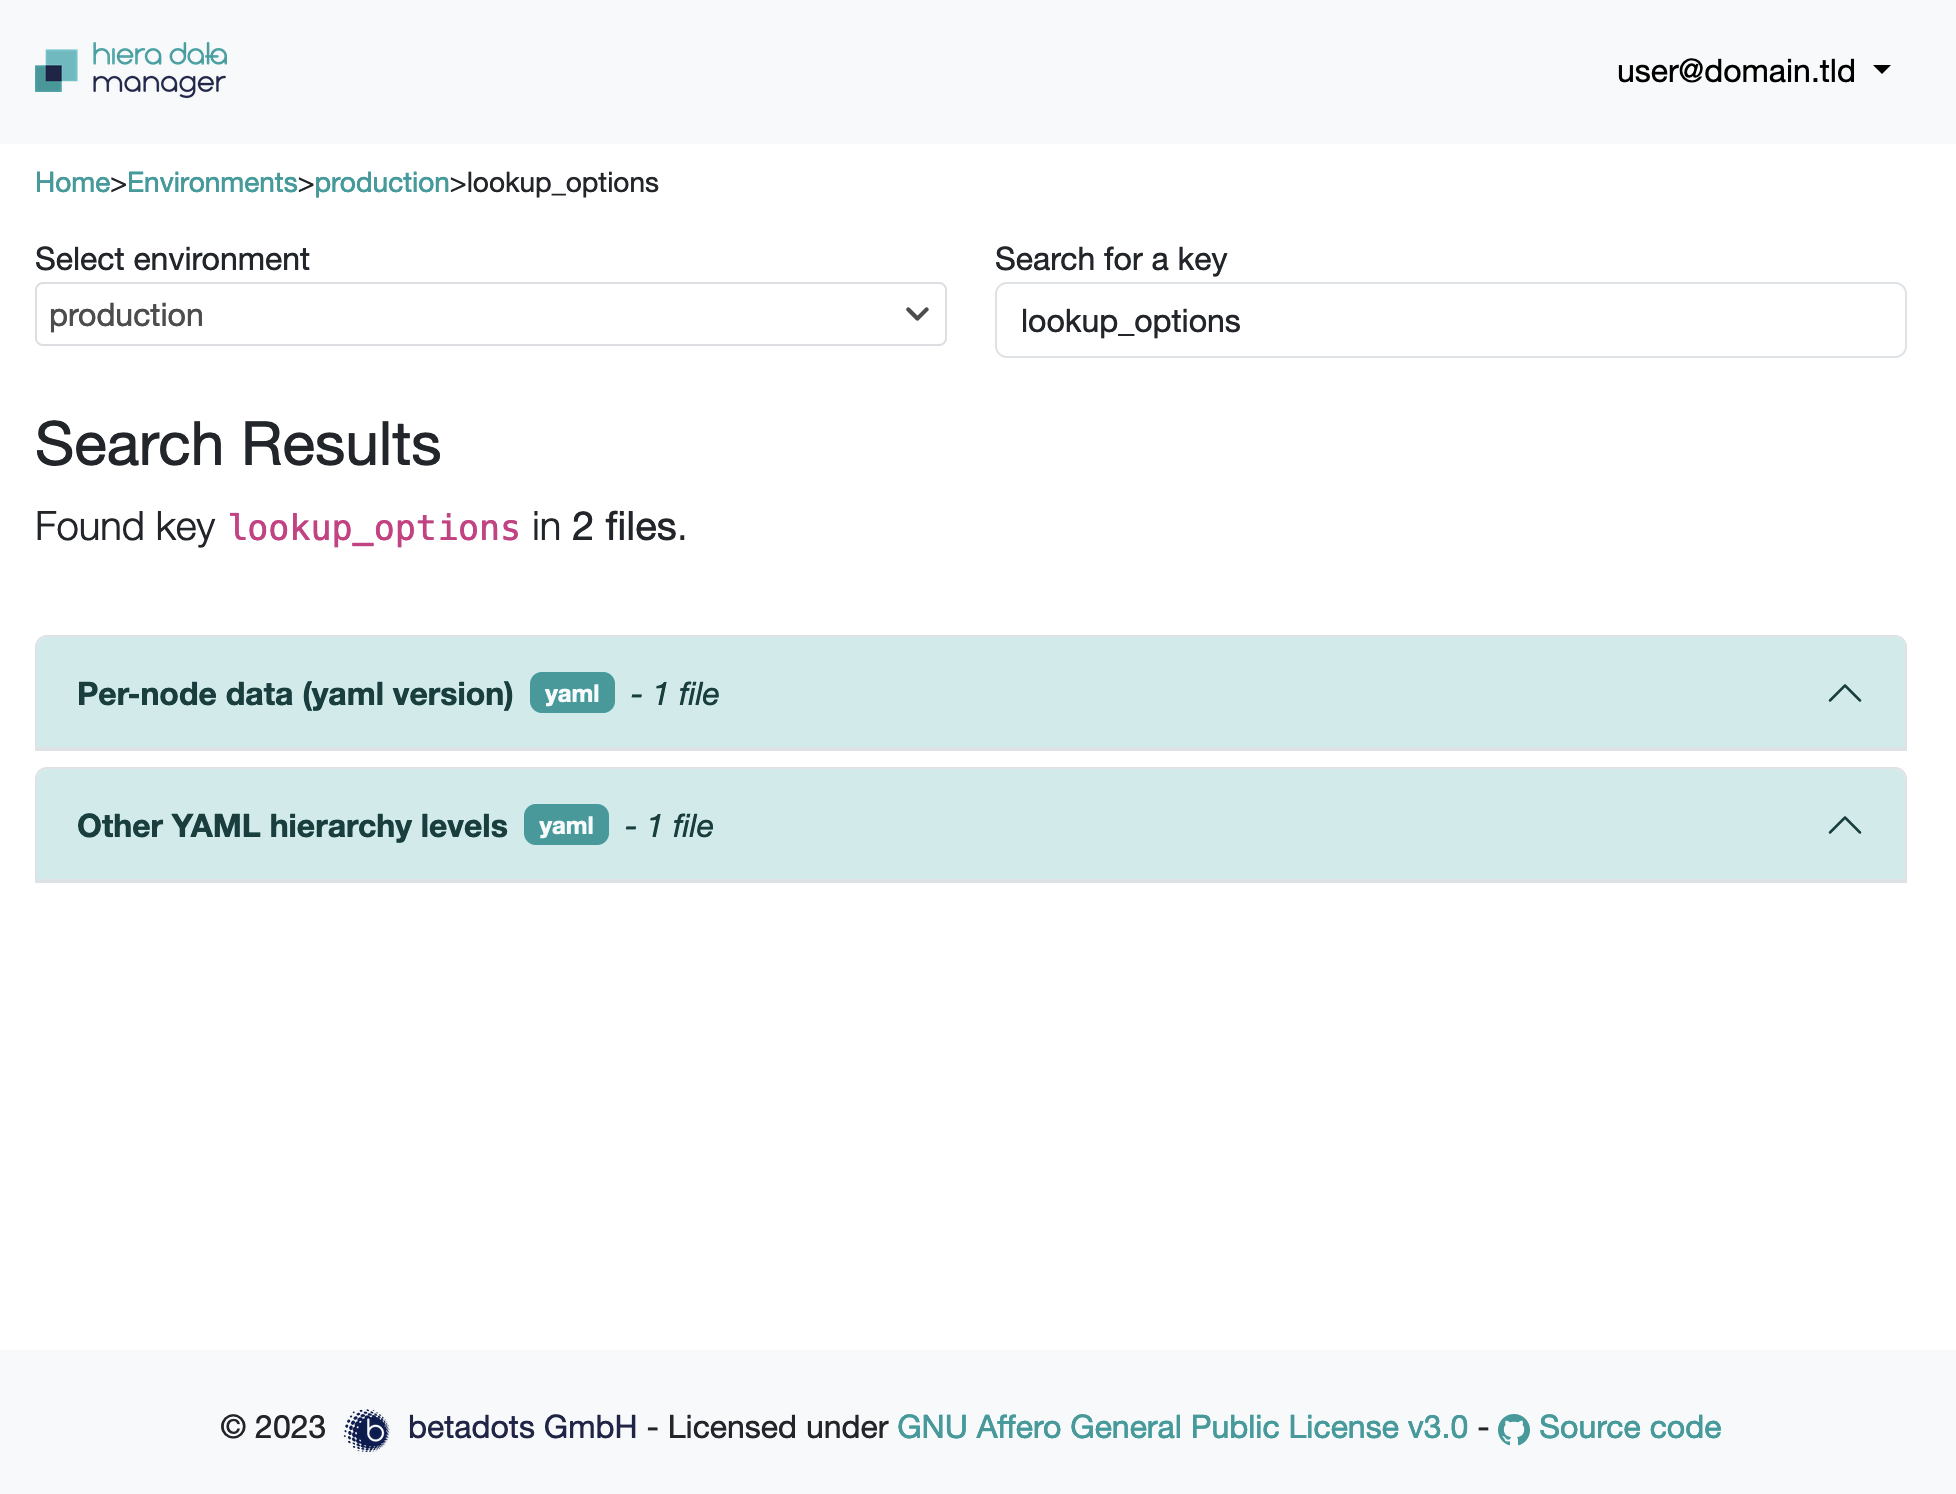 hiera data
manager
user@domain.tld
Home>Environments>production>lookup_options
Select environment
Search for a key
production
lookup_options
Search Results
Found key lookup_options in 2 files.
Per-node data (yaml version) yaml - 1 file
Other YAML hierarchy levels yaml - 1 file
© 2023 b betadots GmbH - Licensed under GNU Affero General Public License v3.0 - Source code